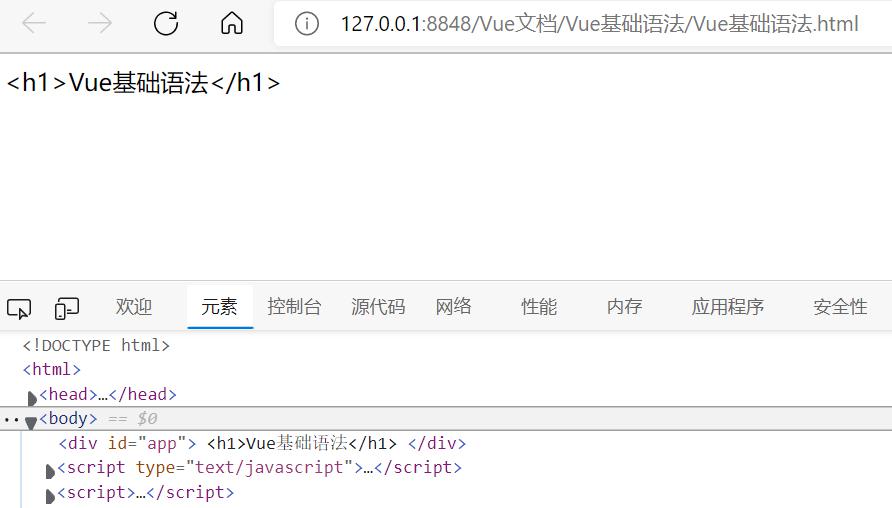 127.0.0.1:8848/Vue文档/Vue基础语法/Vue基础语法.html
<h1>Vue基础语法</h1>
欢迎 元素 控制台 源代码 网络 性能 内存 应用程序 安全性
<!DOCTYPE html>
<html>
<head>…</head>
<body> == $0
<div id="app"> <h1>Vue基础语法</h1> </div>
<script type="text/javascript">…</script>
<script>…</script>